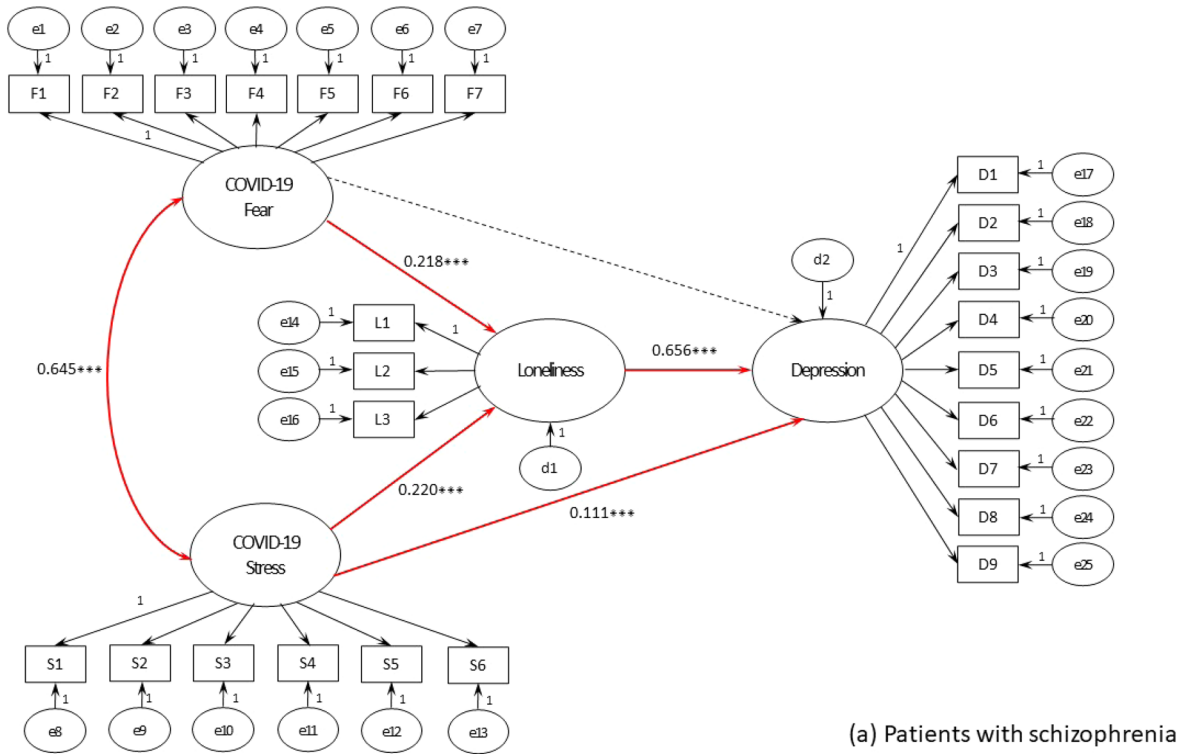 e1 e2 e3 e4 e5 e6 e7
1 1 1 1 1 1 1
F1 F2 F3 F4 F5 F6 F7
1
COVID-19
Fear
0.218***
0.645***
e14 1 L1 1
e15 1 L2
e16 1 L3
Loneliness
1
d1
0.656***
d2
1
Depression
1
D1 1 e17
D2 1 e18
D3 1 e19
D4 1 e20
D5 1 e21
D6 1 e22
D7 1 e23
D8 1 e24
D9 1 e25
0.220***
0.111***
COVID-19
Stress
1
S1 S2 S3 S4 S5 S6
1 1 1 1 1 1
e8 e9 e10 e11 e12 e13
(a) Patients with schizophrenia